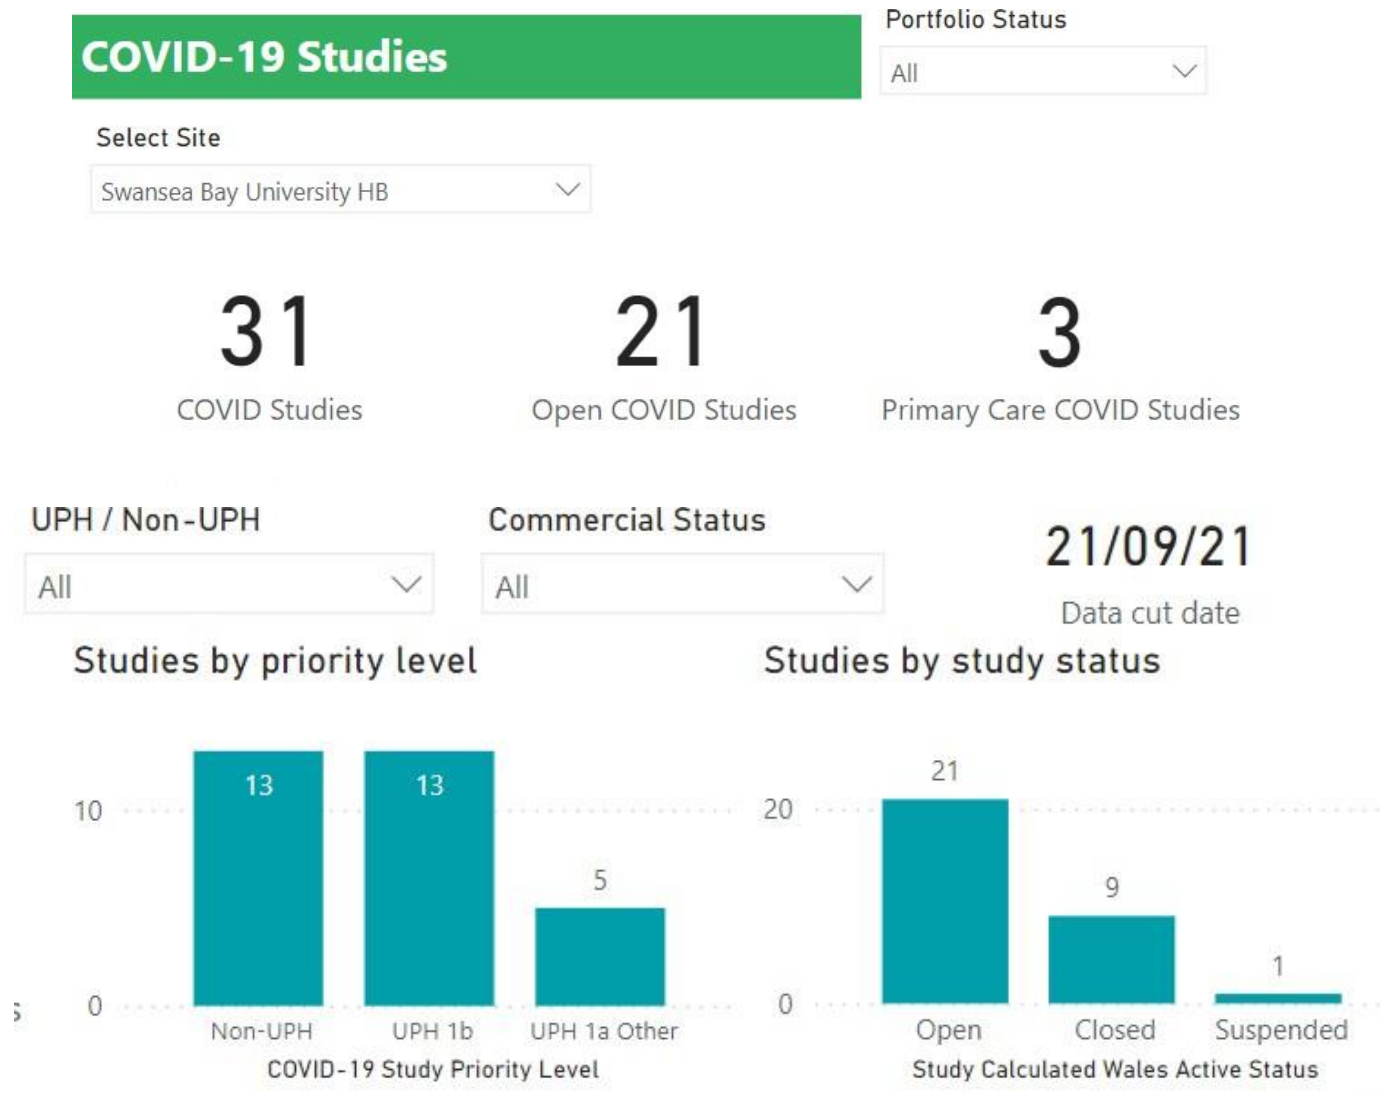 COVID-19 Studies
Portfolio Status
All
Select Site
Swansea Bay University HB
31
COVID Studies
21
Open COVID Studies
3
Primary Care COVID Studies
UPH / Non-UPH
All
Commercial Status
All
21/09/21
Data cut date
Studies by priority level
10
0
13
13
5
Non-UPH
UPH 1b
UPH 1a Other
COVID-19 Study Priority Level
Studies by study status
20
0
21
9
1
Open
Closed
Suspended
Study Calculated Wales Active Status